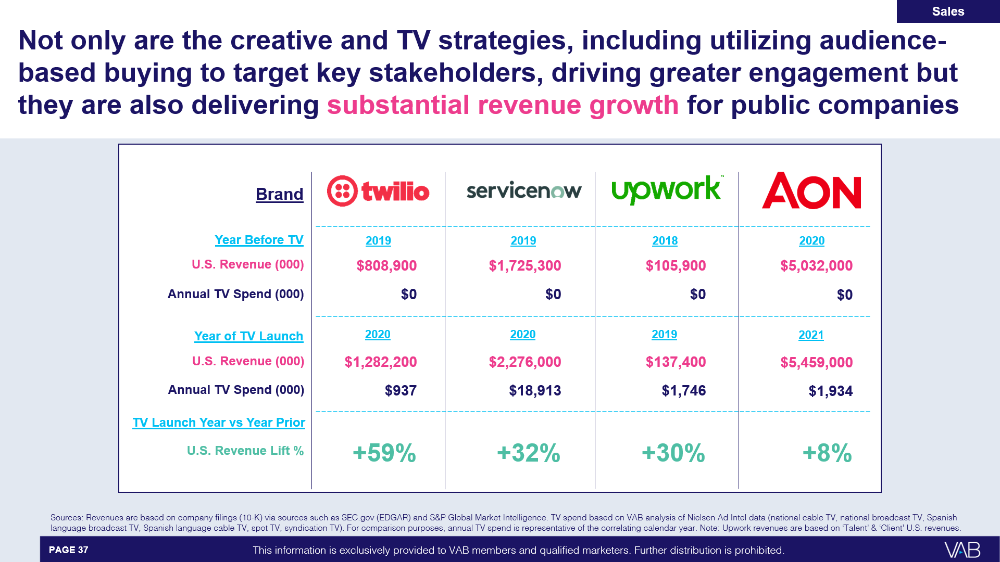 Sales
Not only are the creative and TV strategies, including utilizing audience-
based buying to target key stakeholders, driving greater engagement but
they are also delivering substantial revenue growth for public companies
Brand twilio servicenow upwork™ AON
Year Before TV 2019 2019 2018 2020
U.S. Revenue (000) $808,900 $1,725,300 $105,900 $5,032,000
Annual TV Spend (000) $0 $0 $0 $0
Year of TV Launch 2020 2020 2019 2021
U.S. Revenue (000) $1,282,200 $2,276,000 $137,400 $5,459,000
Annual TV Spend (000) $937 $18,913 $1,746 $1,934
TV Launch Year vs Year Prior
U.S. Revenue Lift % +59% +32% +30% +8%
Sources: Revenues are based on company filings (10-K) via sources such as SEC.gov (EDGAR) and S&P Global Market Intelligence. TV spend based on VAB analysis of Nielsen Ad Intel data (national cable TV, national broadcast TV, Spanish
language broadcast TV, Spanish language cable TV, spot TV, syndication TV). For comparison purposes, annual TV spend is representative of the correlating calendar year. Note: Upwork revenues are based on ‘Talent’ & ‘Client’ U.S. revenues.
PAGE 37 This information is exclusively provided to VAB members and qualified marketers. Further distribution is prohibited. VAB